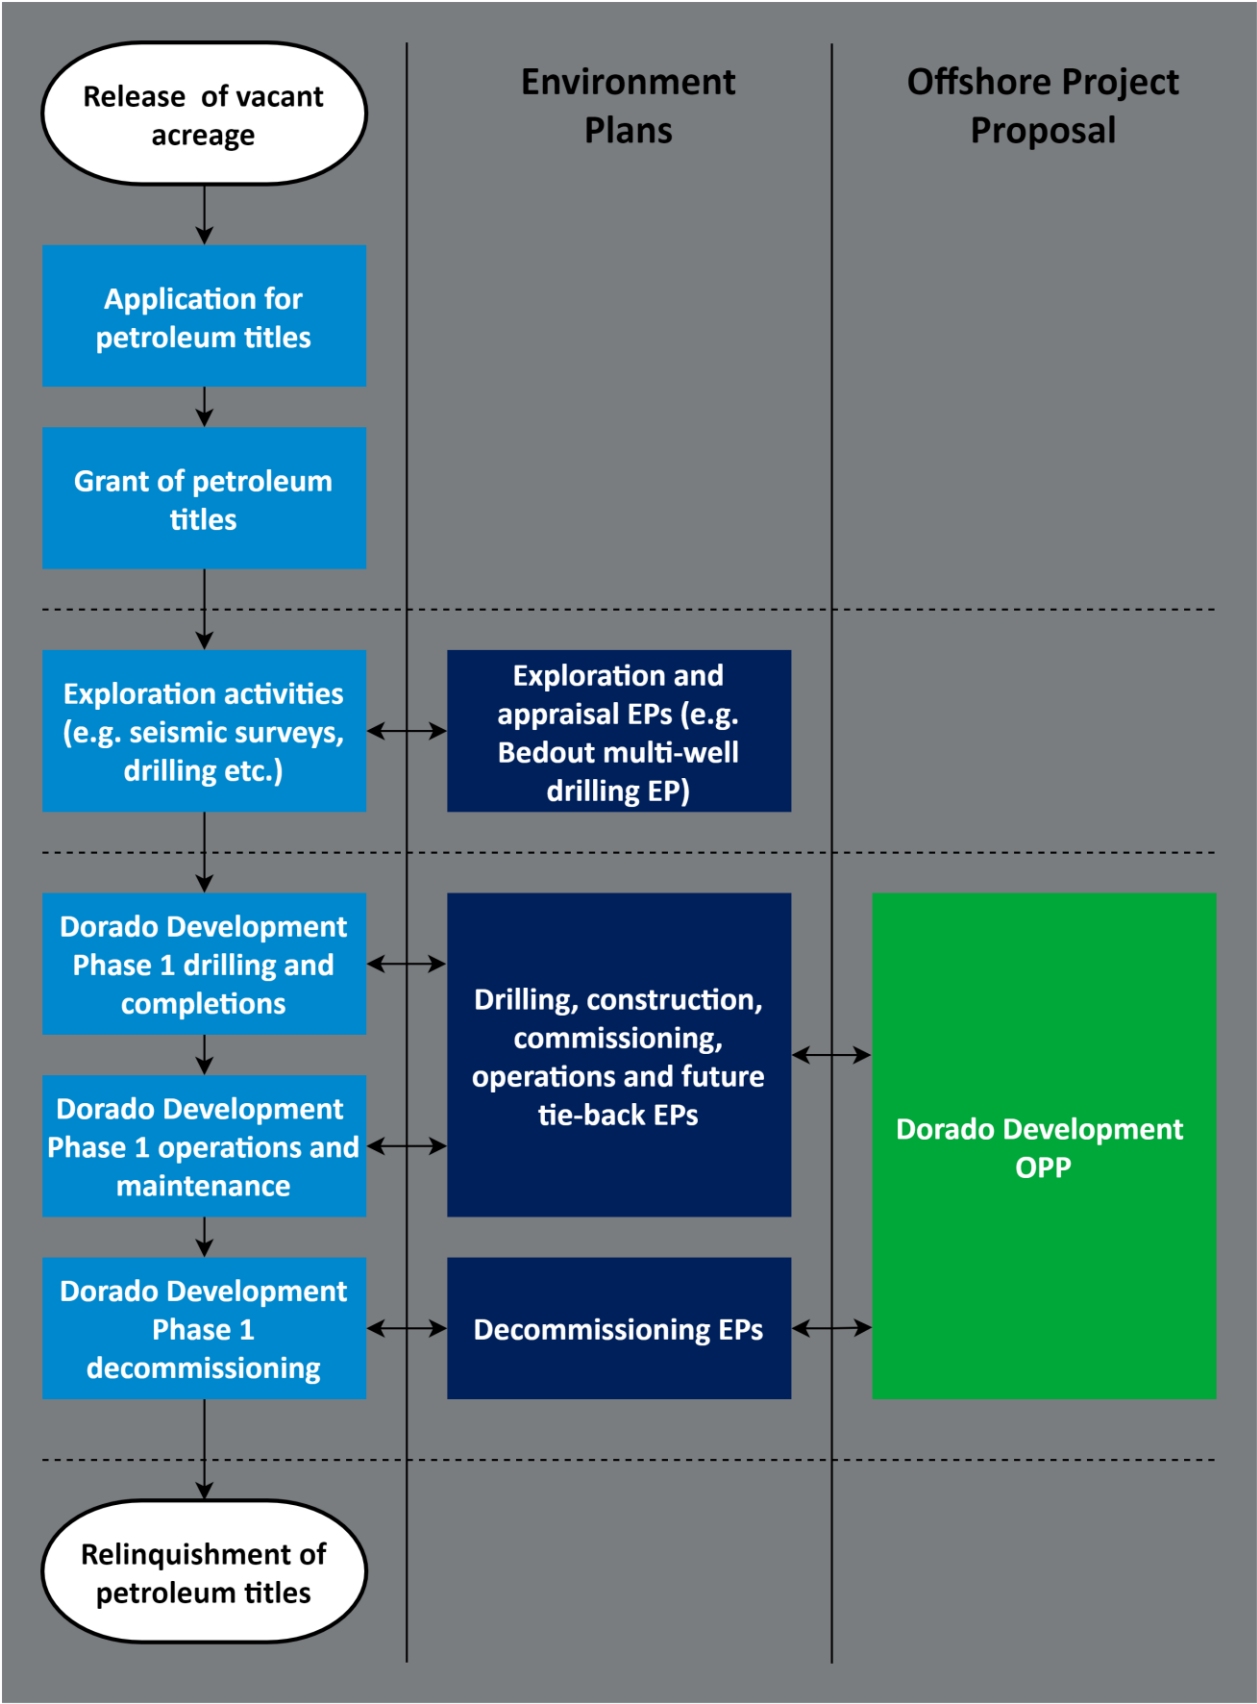 Release of vacant
acreage
Environment
Plans
Offshore Project
Proposal
Application for
petroleum titles
Grant of petroleum
titles
Exploration activities
(e.g. seismic surveys,
drilling etc.)
Exploration and
appraisal EPs (e.g.
Bedout multi-well
drilling EP)
Dorado Development
Phase 1 drilling and
completions
Drilling, construction,
commissioning,
operations and future
tie-back EPs
Dorado Development
OPP
Dorado Development
Phase 1 operations and
maintenance
Dorado Development
Phase 1
decommissioning
Decommissioning EPs
Relinquishment of
petroleum titles